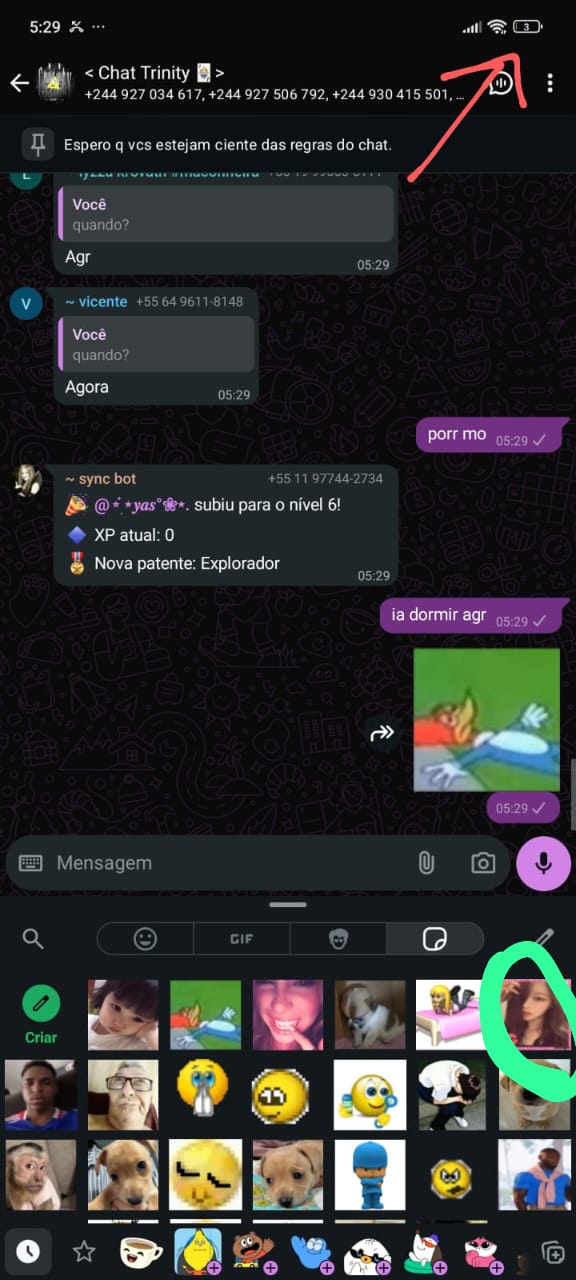 5:29
3
< Chat Trinity 🃏 >
+244 927 034 617, +244 927 506 792, +244 930 415 501, ...
Espero q vcs estejam ciente das regras do chat.
Você
quando?
Agr
05:29
V
~ vicente +55 64 9611-8148
Você
quando?
Agora
05:29
porr mo 05:29
~ sync bot +55 11 97744-2734
🎉 @⋆yas°❀⋆. subiu para o nível 6!
🔷 XP atual: 0
🎖 Nova patente: Explorador
05:29
ia dormir agr 05:29
05:29
Mensagem
GIF
Criar